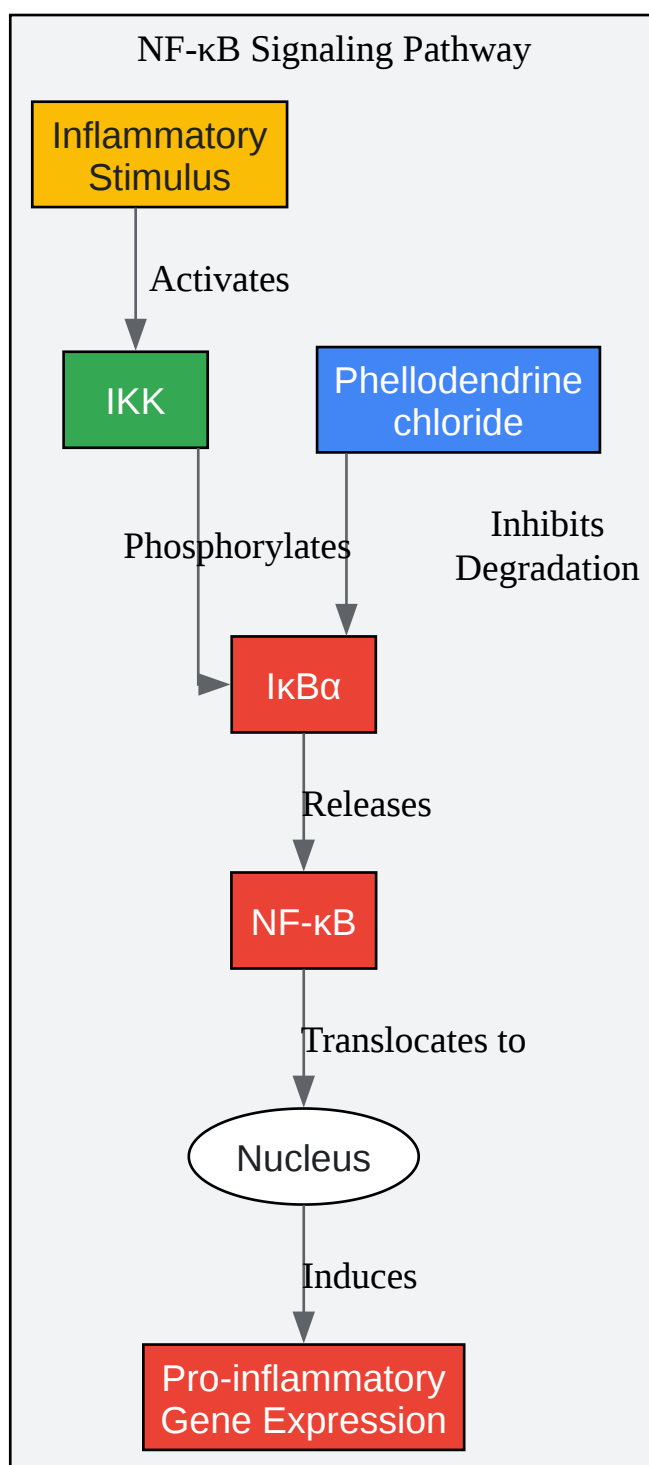 NF-κB Signaling Pathway
Inflammatory
Stimulus
Activates
IKK
Phellodendrine
chloride
Phosphorylates
Inhibits
Degradation
IκBα
Releases
NF-κB
Translocates to
Nucleus
Induces
Pro-inflammatory
Gene Expression